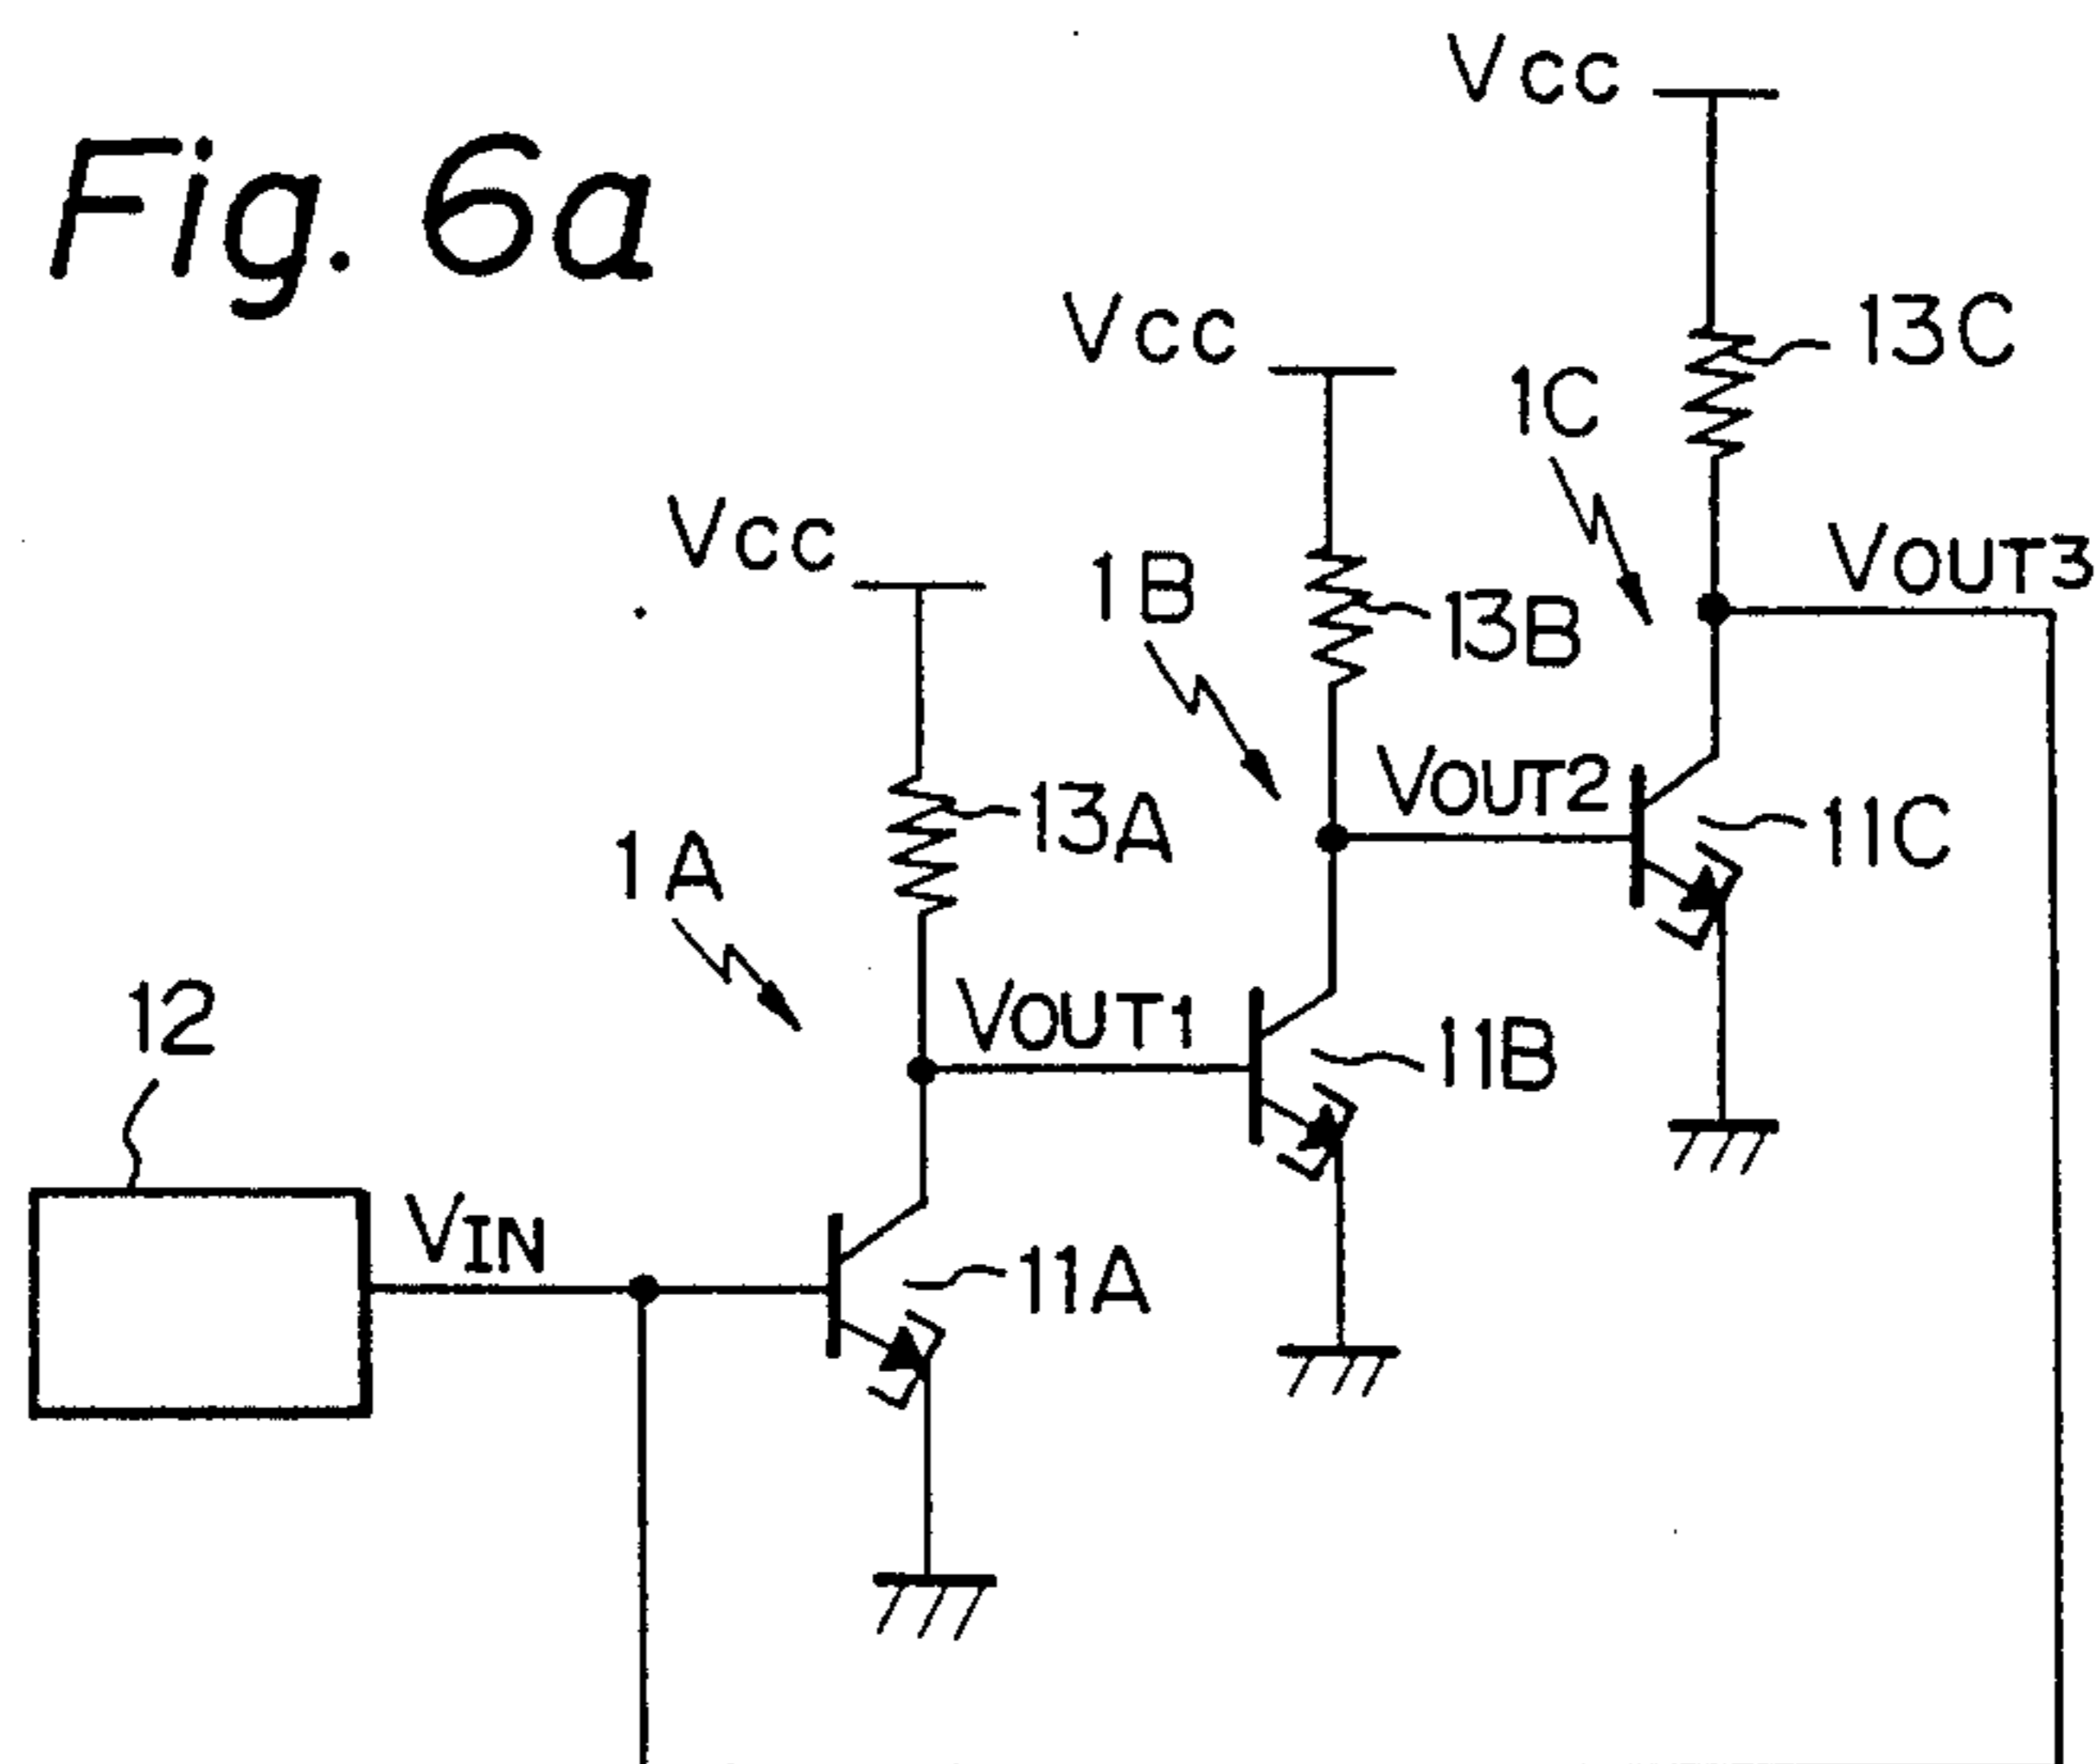 Fig. 6a
Vcc
13C
Vcc
1C
Vcc
VOUT3
1B
13B
VOUT2
13A
11C
1A
12
VOUT1
11B
VIN
11A